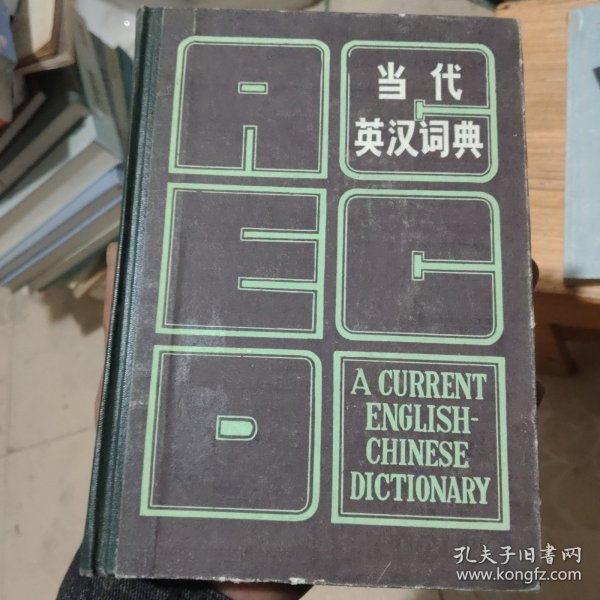 A C
当代
英汉词典
E C
D
A CURRENT
ENGLISH-
CHINESE
DICTIONARY
孔夫子旧书网
www.kongfz.com